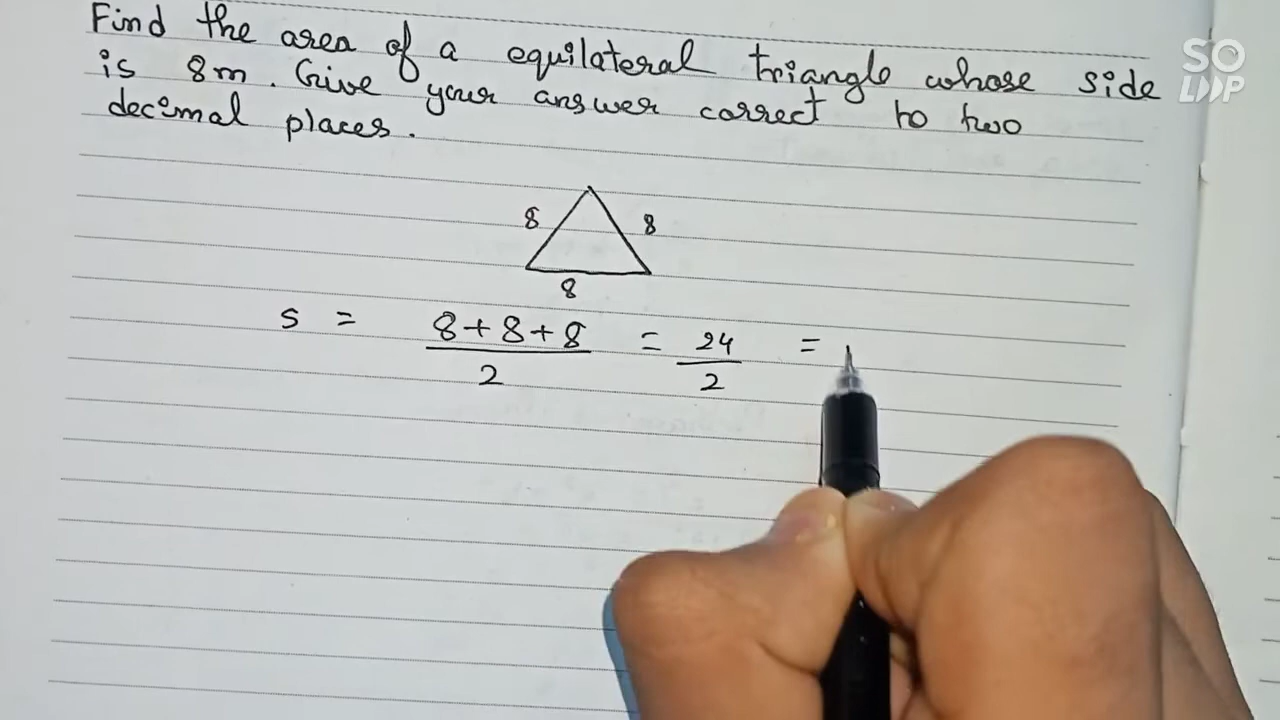 Find the area of a equilateral triangle whose side
is 8m. Give your answer correct to two
decimal places.
8 8
8
s = 8+8+8 / 2 = 24 / 2 =
SO
LDP